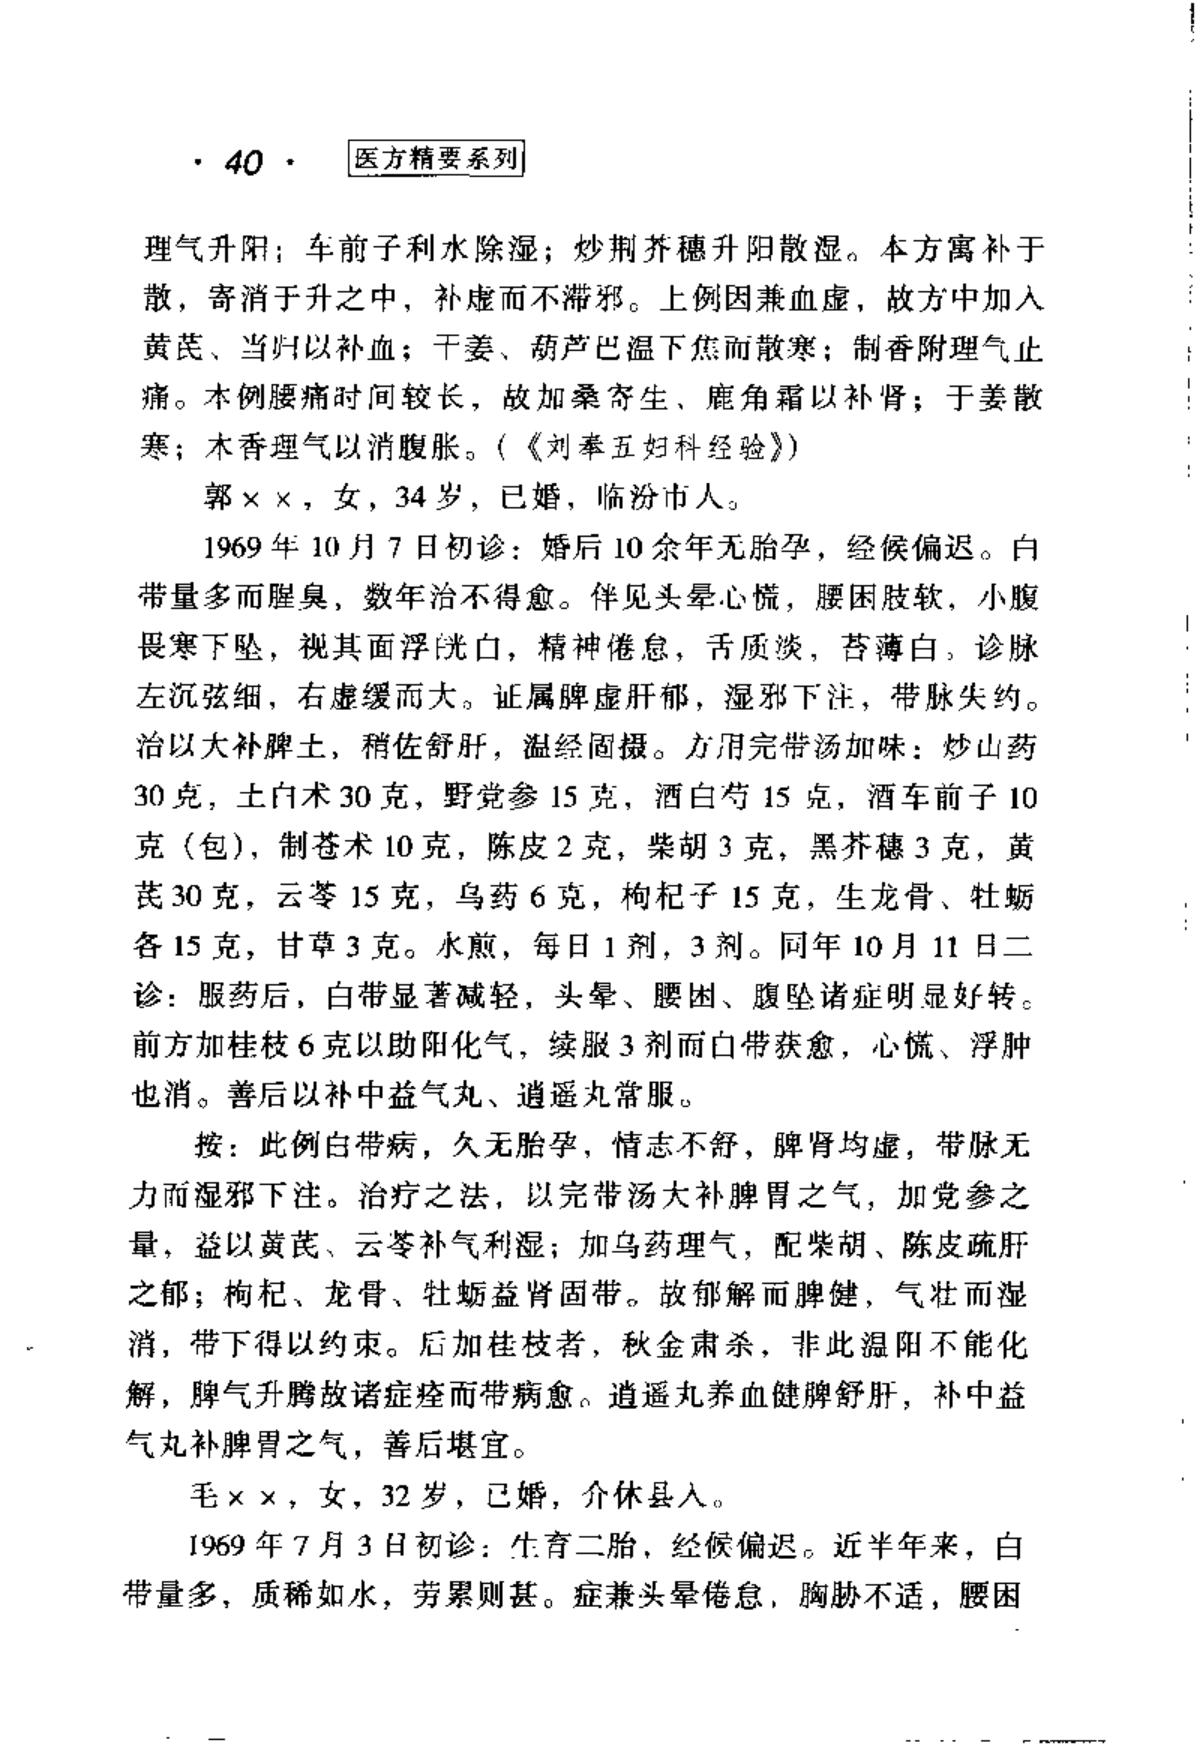 · 40 · 医方精要系列
理气升阳；车前子利水除湿；炒荆芥穗升阳散湿。本方寓补于
散，寄消于升之中，补虚而不滞邪。上例因兼血虚，故方中加入
黄芪、当归以补血；干姜、葫芦巴温下焦而散寒；制香附理气止
痛。本例腰痛时间较长，故加桑寄生、鹿角霜以补肾；于姜散
寒；木香理气以消腹胀。（《刘奉五妇科经验》）
郭××，女，34岁，已婚，临汾市人。
1969年10月7日初诊：婚后10余年无胎孕，经候偏迟。白
带量多而腥臭，数年治不得愈。伴见头晕心慌，腰困肢软，小腹
畏寒下坠，视其面浮㿠白，精神倦怠，舌质淡，苔薄白。诊脉
左沉弦细，右虚缓而大。证属脾虚肝郁，湿邪下注，带脉失约。
治以大补脾土，稍佐舒肝，温经固摄。方用完带汤加味：炒山药
30克，土白术30克，野党参15克，酒白芍15克，酒车前子10
克（包），制苍术10克，陈皮2克，柴胡3克，黑芥穗3克，黄
芪30克，云苓15克，乌药6克，枸杞子15克，生龙骨、牡蛎
各15克，甘草3克。水煎，每日1剂，3剂。同年10月11日二
诊：服药后，白带显著减轻，头晕、腰困、腹坠诸症明显好转。
前方加桂枝6克以助阳化气，续服3剂而白带获愈，心慌、浮肿
也消。善后以补中益气丸、逍遥丸常服。
按：此例白带病，久无胎孕，情志不舒，脾肾均虚，带脉无
力而湿邪下注。治疗之法，以完带汤大补脾胃之气，加党参之
量，益以黄芪、云苓补气利湿；加乌药理气，配柴胡、陈皮疏肝
之郁；枸杞、龙骨、牡蛎益肾固带。故郁解而脾健，气壮而湿
消，带下得以约束。后加桂枝者，秋金肃杀，非此温阳不能化
解，脾气升腾故诸症痊而带病愈。逍遥丸养血健脾舒肝，补中益
气丸补脾胃之气，善后堪宜。
毛××，女，32岁，已婚，介休县人。
1969年7月3日初诊：生育二胎，经候偏迟。近半年来，白
带量多，质稀如水，劳累则甚。症兼头晕倦怠，胸胁不适，腰困